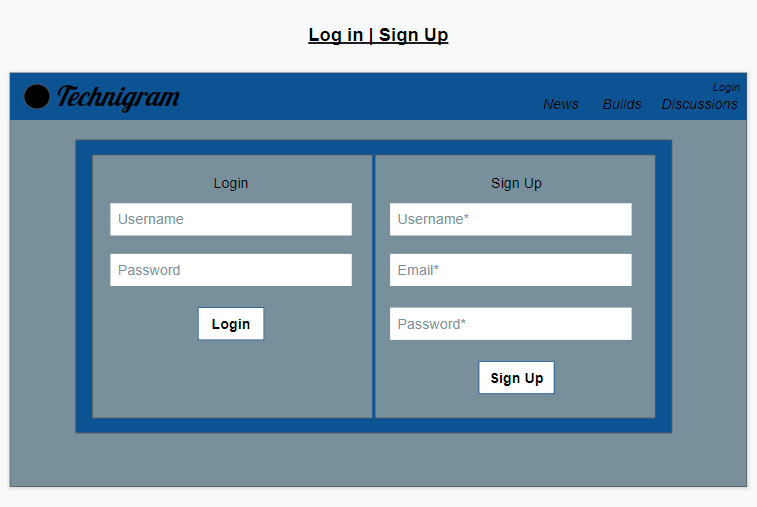 Log in | Sign Up
Technigram
Login
News Builds Discussions
Login
Username
Password
Login
Sign Up
Username*
Email*
Password*
Sign Up